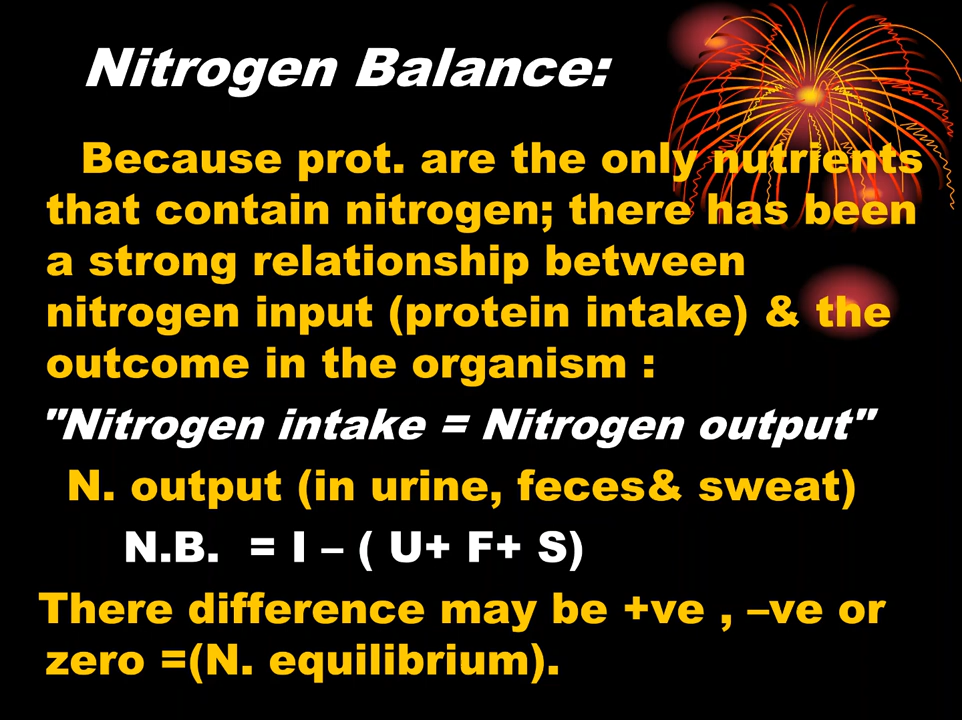 Nitrogen Balance:
Because prot. are the only nutrients
that contain nitrogen; there has been
a strong relationship between
nitrogen input (protein intake) & the
outcome in the organism :
"Nitrogen intake = Nitrogen output"
N. output (in urine, feces& sweat)
N.B. = I – ( U+ F+ S)
There difference may be +ve , –ve or
zero =(N. equilibrium).